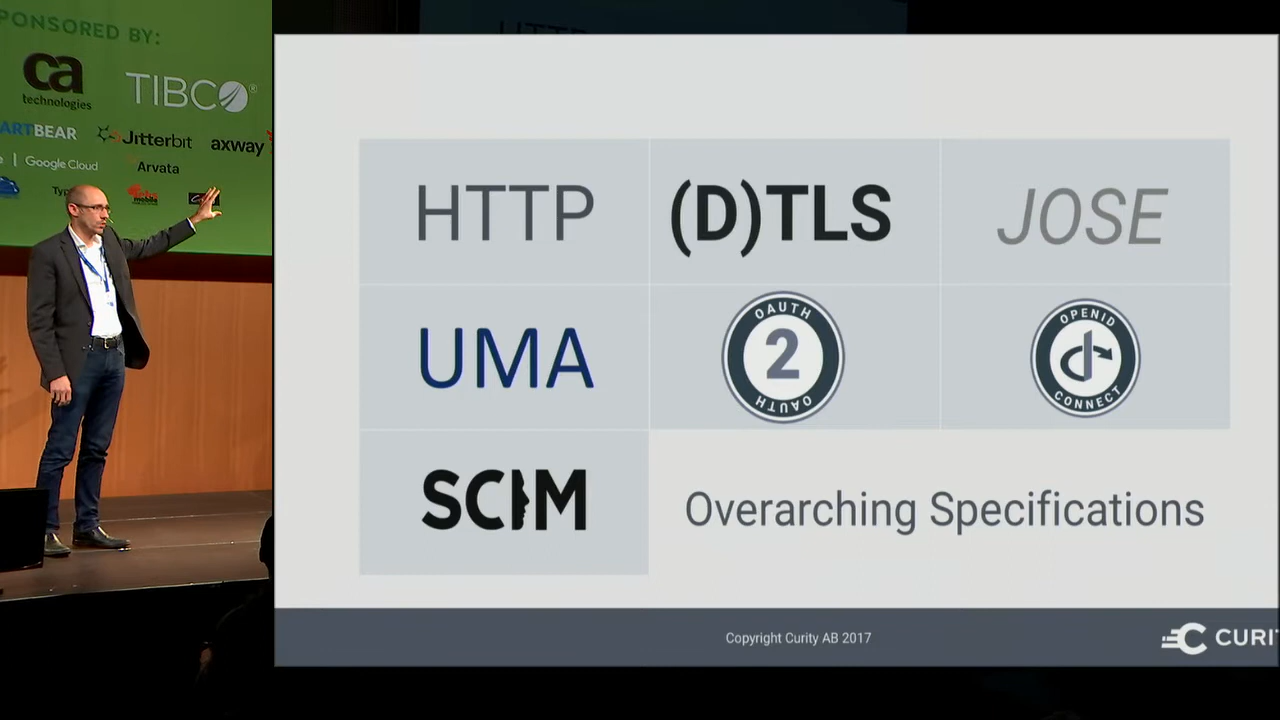 PONSORED BY:
ca
technologies
TIBCO®
ARTBEAR
Jitterbit
axway
e | Google Cloud
Arvata
HTTP
HTTP
(D)TLS
JOSE
UMA
OAUTH
2
OAUTH
OPENID
CONNECT
SCIM
Overarching Specifications
Copyright Curity AB 2017
CURIT